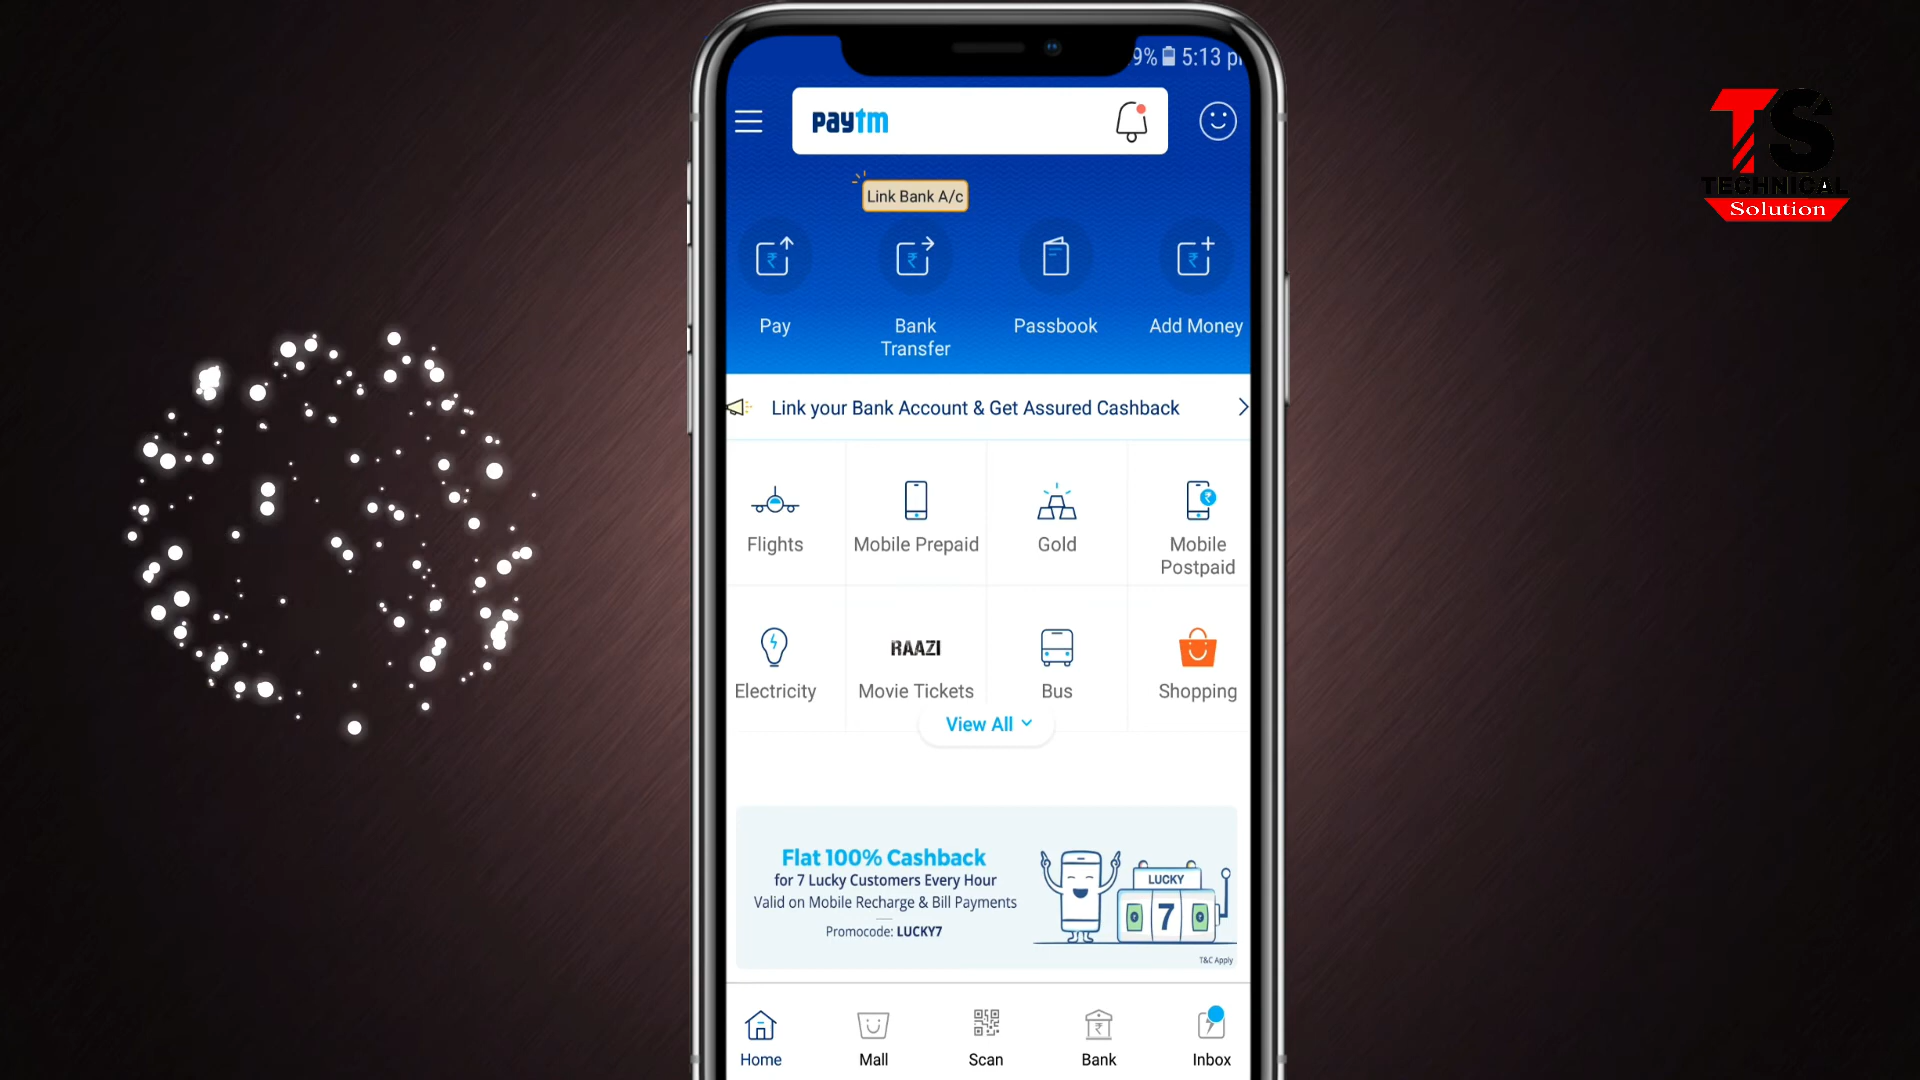 9% 5:13 p
paytm
TS
TECHNICAL
Solution
Link Bank A/c
Pay
Bank
Transfer
Passbook
Add Money
Link your Bank Account & Get Assured Cashback
Flights
Mobile Prepaid
Gold
Mobile
Postpaid
RAAZI
Electricity
Movie Tickets
Bus
Shopping
View All
Flat 100% Cashback
for 7 Lucky Customers Every Hour
Valid on Mobile Recharge & Bill Payments
Promocode: LUCKY7
LUCKY
7
T&C Apply
Home
Mall
Scan
Bank
Inbox